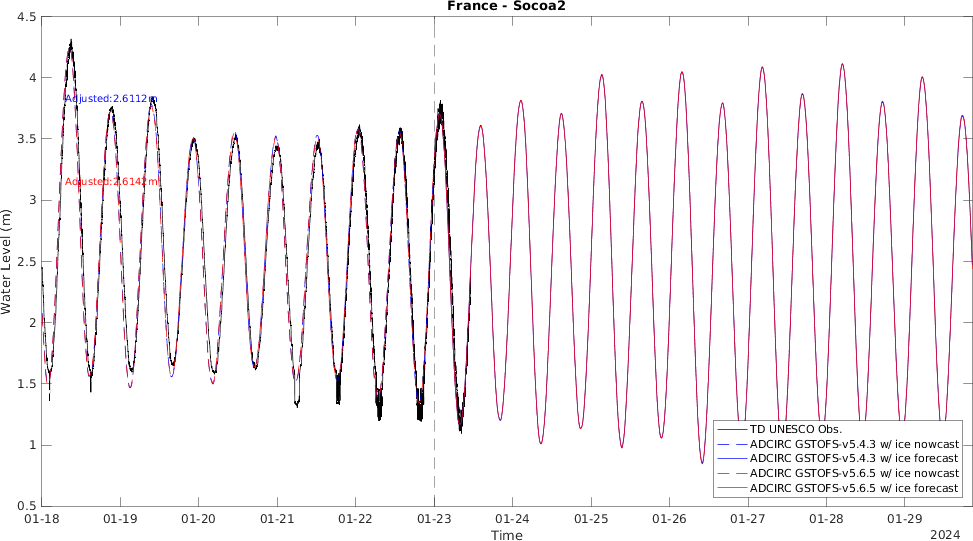 France - Socoa2
4.5
4
3.5
3
2.5
2
1.5
1
0.5
Water Level (m)
Adjusted:2.6112m
Adjusted:2.6142m
TD UNESCO Obs.
ADCIRC GSTOFS-v5.4.3 w/ ice nowcast
ADCIRC GSTOFS-v5.4.3 w/ ice forecast
ADCIRC GSTOFS-v5.6.5 w/ ice nowcast
ADCIRC GSTOFS-v5.6.5 w/ ice forecast
01-18 01-19 01-20 01-21 01-22 01-23 01-24 01-25 01-26 01-27 01-28 01-29
Time
2024